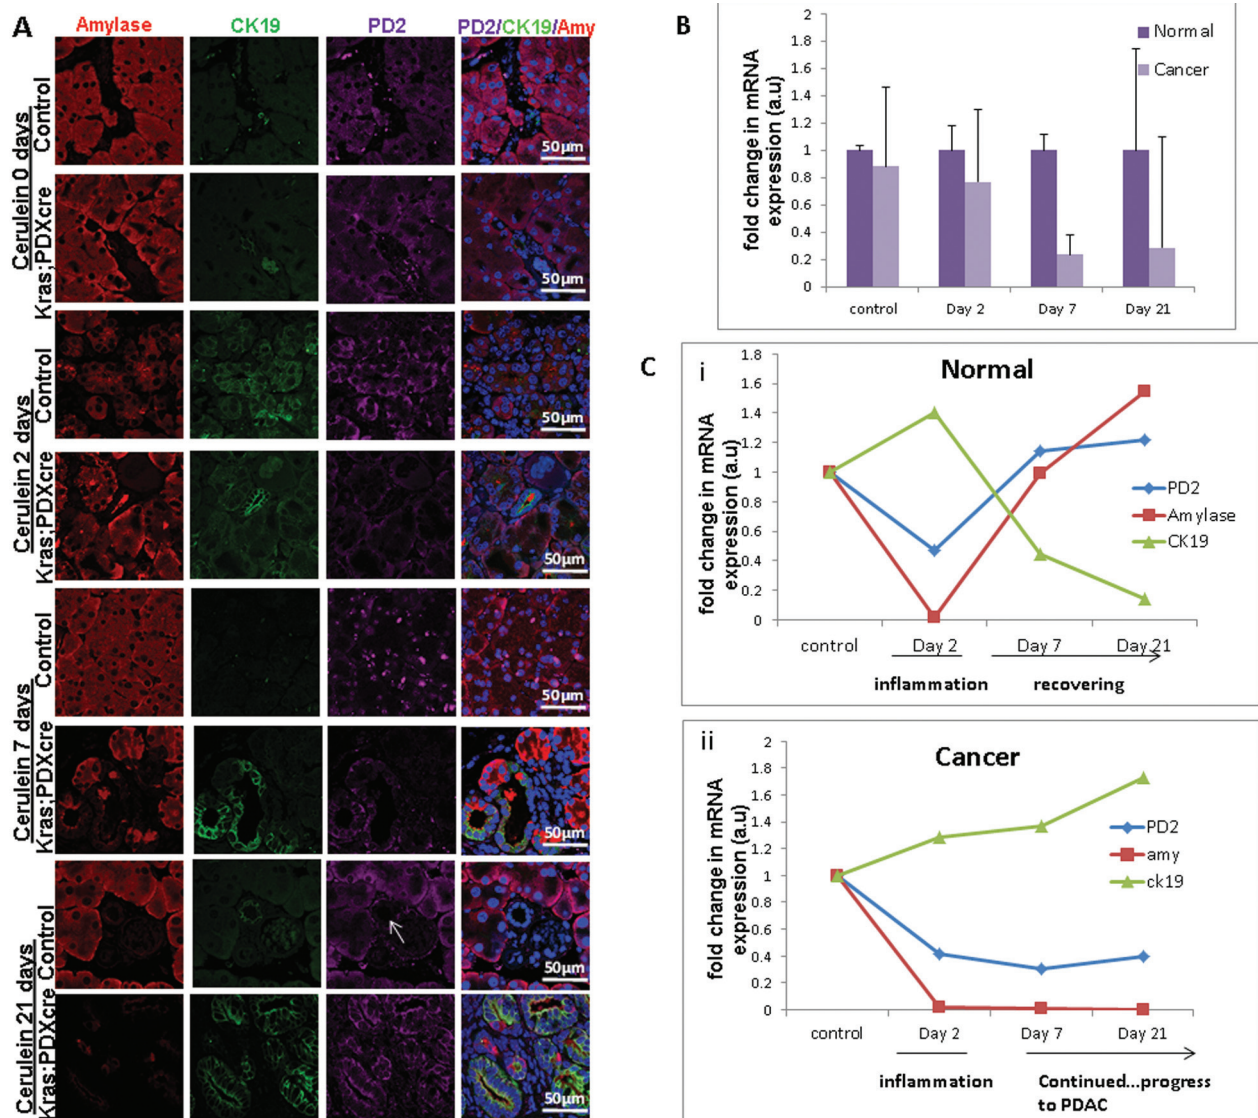 A
Amylase
CK19
PD2
PD2/CK19/Amy
Cerulein 0 days
Control
Kras;PDXcre
50µm
50µm
Cerulein 2 days
Control
Kras;PDXcre
50µm
50µm
Cerulein 7 days
Control
Kras;PDXcre
50µm
50µm
Cerulein 21 days
Control
Kras;PDXcre
50µm
50µm
B
fold change in mRNA
expression (a.u)
2
1.8
1.6
1.4
1.2
1
0.8
0.6
0.4
0.2
0
Normal
Cancer
control
Day 2
Day 7
Day 21
C
i
Normal
fold change in mRNA
expression (a.u)
1.8
1.6
1.4
1.2
1
0.8
0.6
0.4
0.2
0
PD2
Amylase
CK19
control
Day 2
Day 7
Day 21
inflammation
recovering
ii
Cancer
fold change in mRNA
expression (a.u)
2
1.8
1.6
1.4
1.2
1
0.8
0.6
0.4
0.2
0
PD2
amy
ck19
control
Day 2
Day 7
Day 21
inflammation
Continued...progress
to PDAC